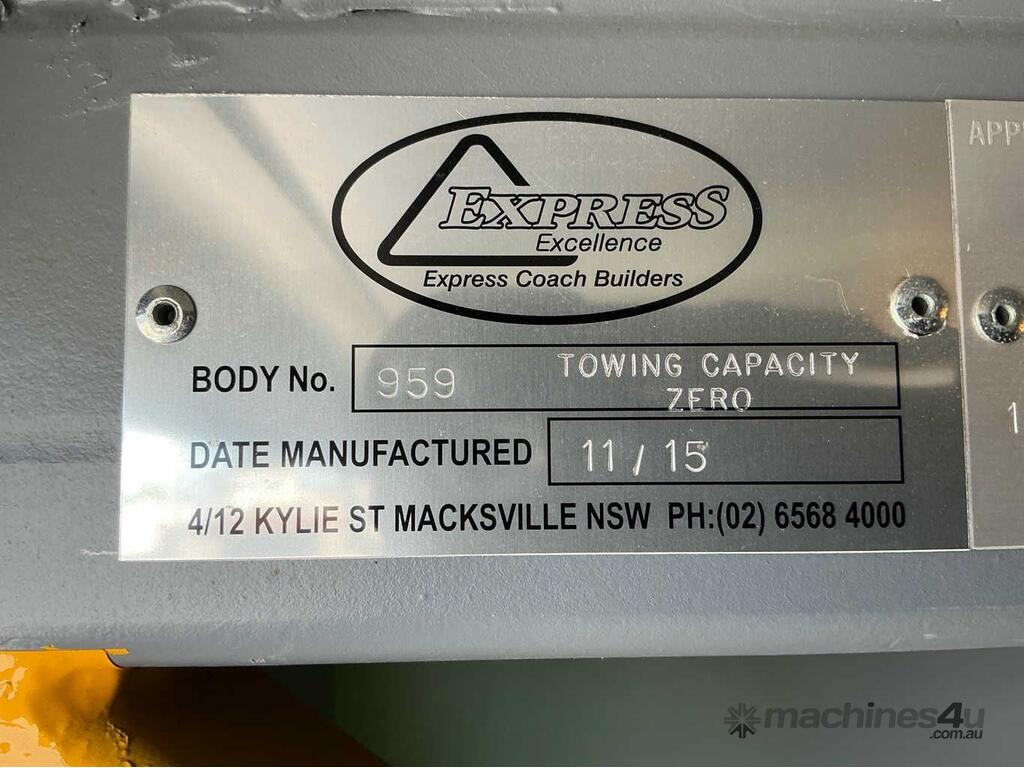 EXPRESS
Excellence
Express Coach Builders
BODY No. 959 TOWING CAPACITY
ZERO
DATE MANUFACTURED 11 / 15
4/12 KYLIE ST MACKSVILLE NSW PH:(02) 6568 4000
machines4u
.com.au